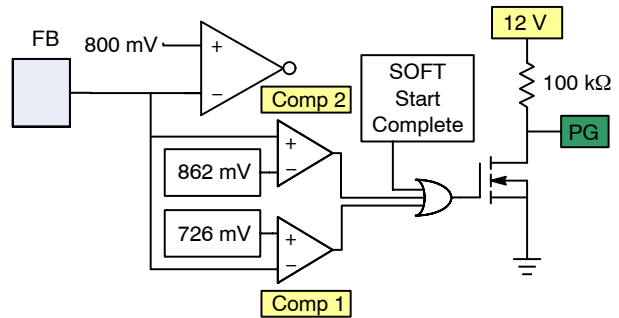 12 V
FB
800 mV
+
−
SOFT
Start
Complete
100 kΩ
Comp 2
PG
+
−
862 mV
726 mV
+
−
Comp 1